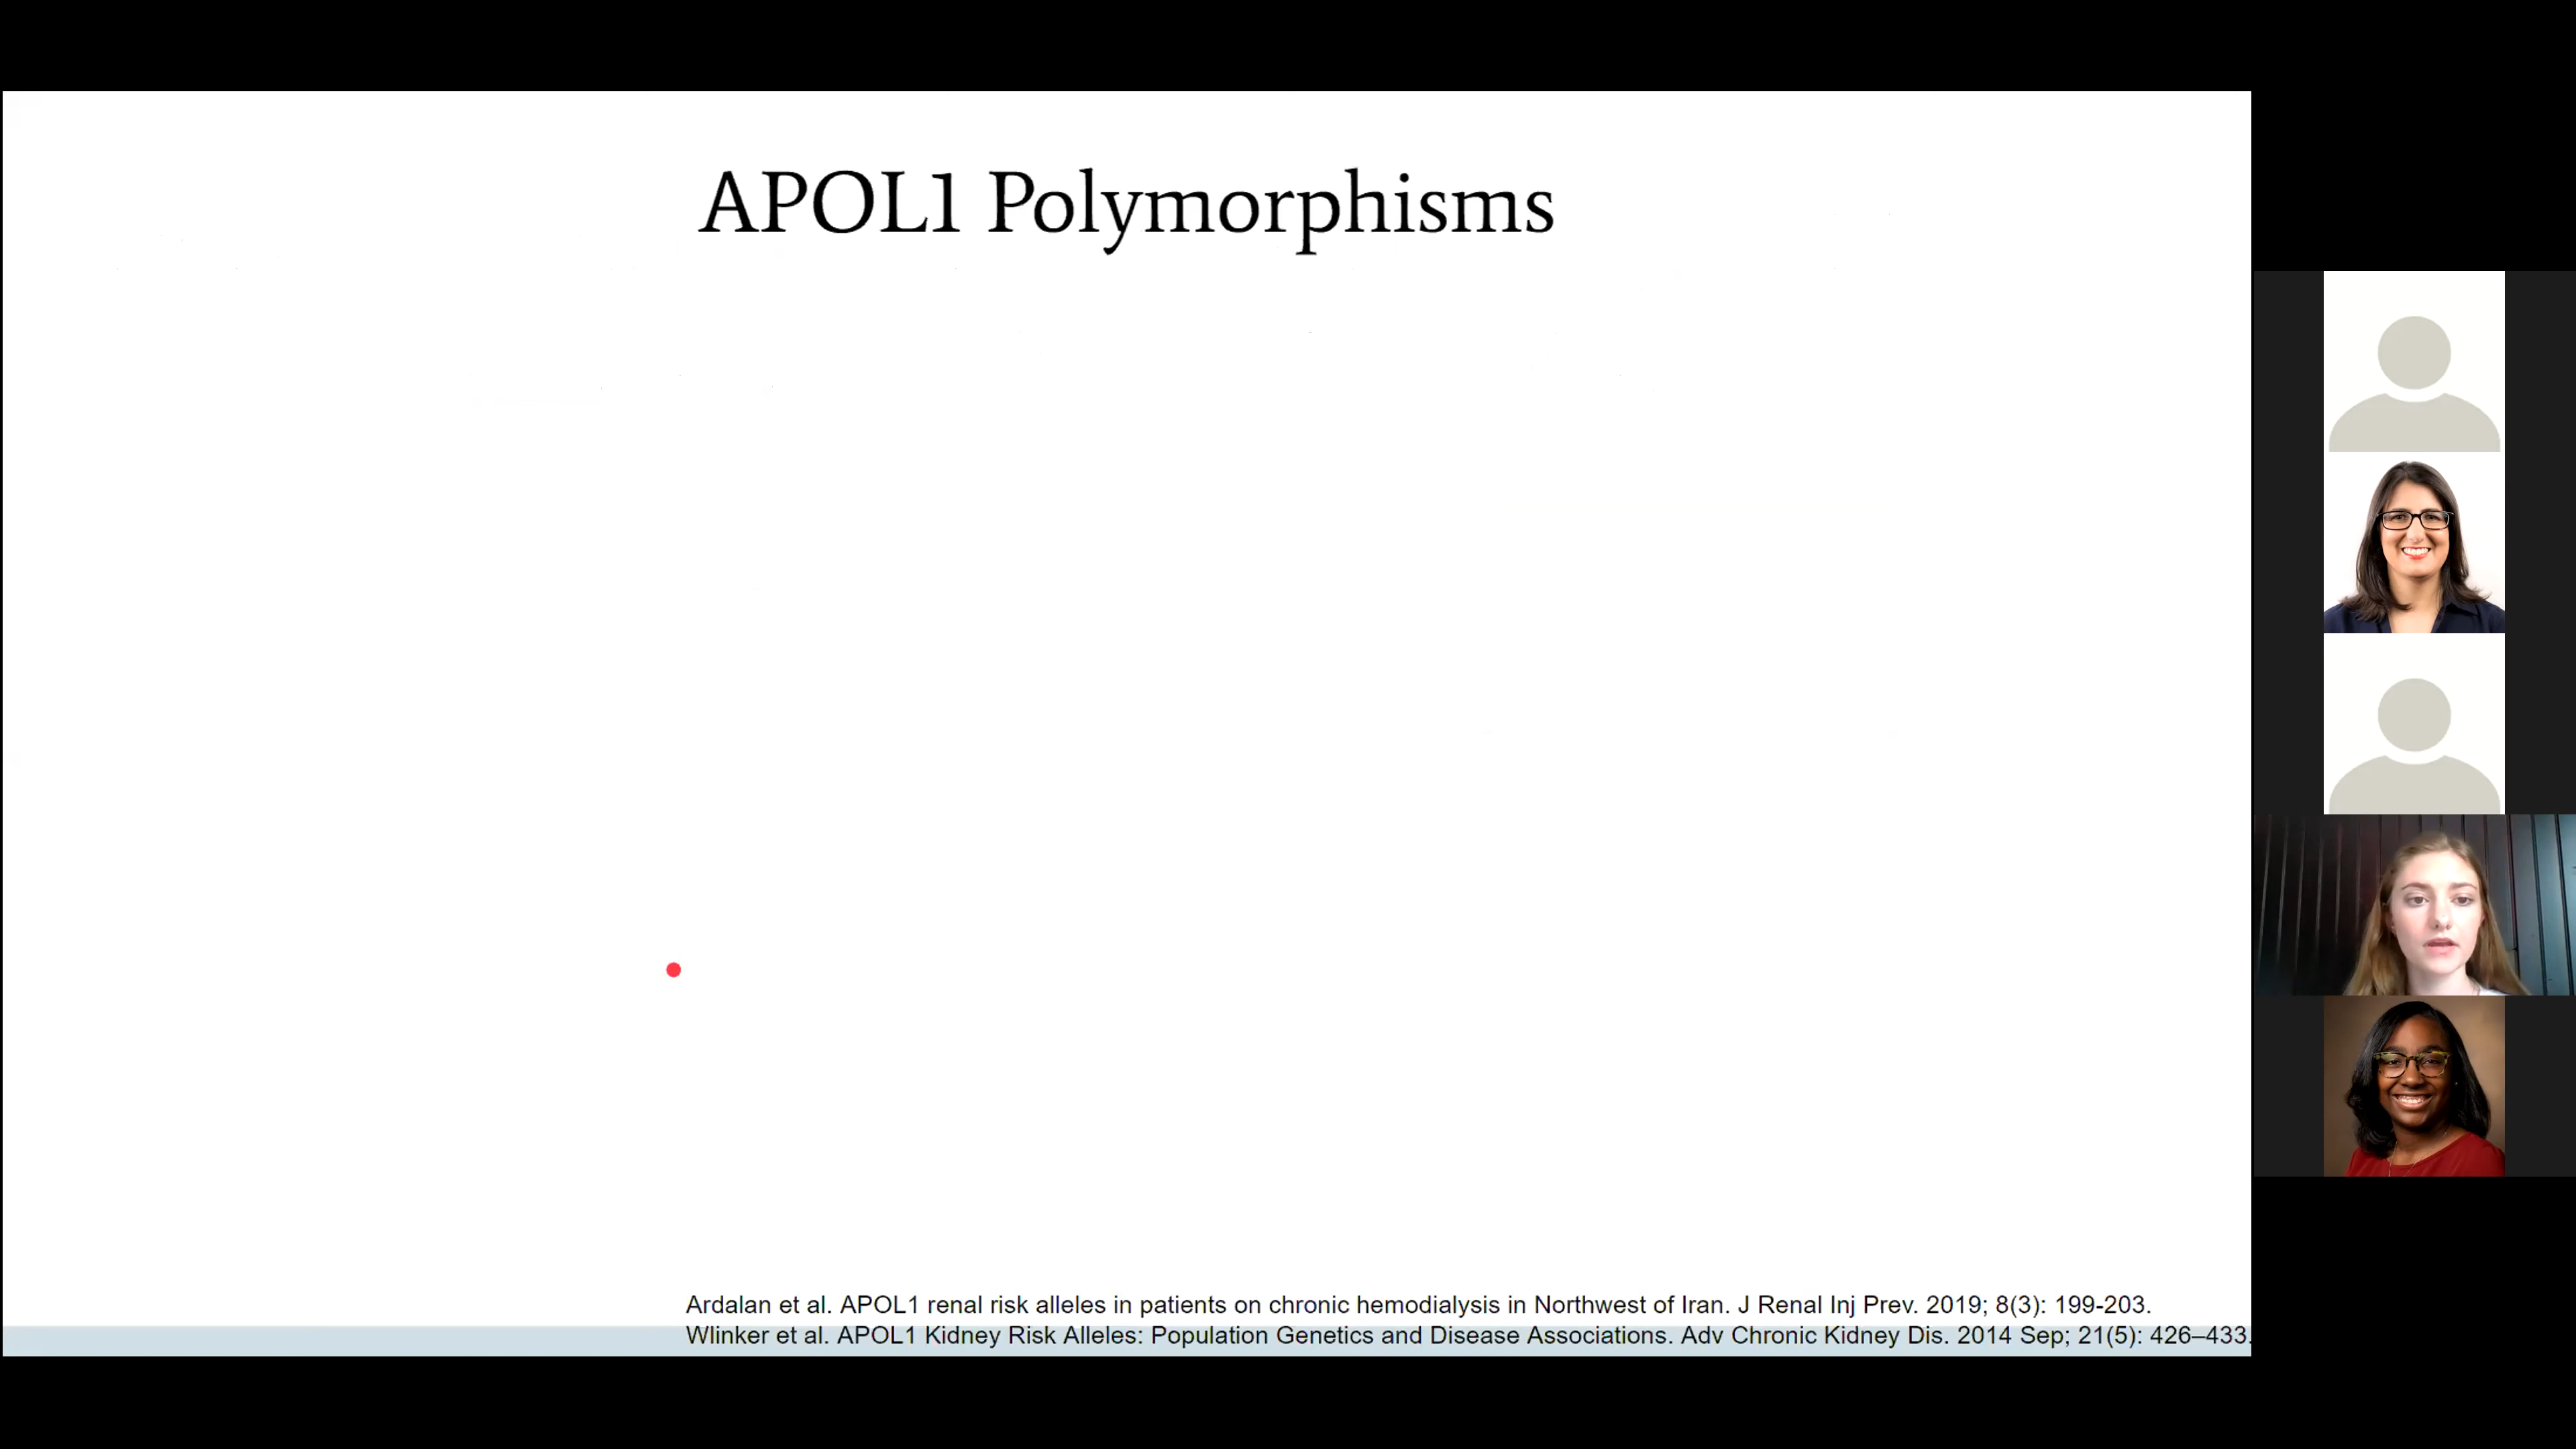 APOL1 Polymorphisms
Ardalan et al. APOL1 renal risk alleles in patients on chronic hemodialysis in Northwest of Iran. J Renal Inj Prev. 2019; 8(3): 199-203.
Wlinker et al. APOL1 Kidney Risk Alleles: Population Genetics and Disease Associations. Adv Chronic Kidney Dis. 2014 Sep; 21(5): 426–433.